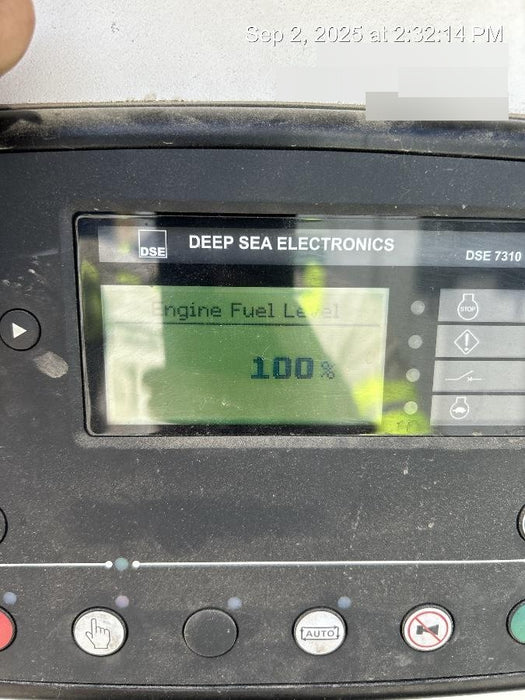 Sep 2, 2025 at 2:32:14 PM
DSE
DEEP SEA ELECTRONICS
DSE 7310
Engine Fuel Level
100%
STOP
AUTO